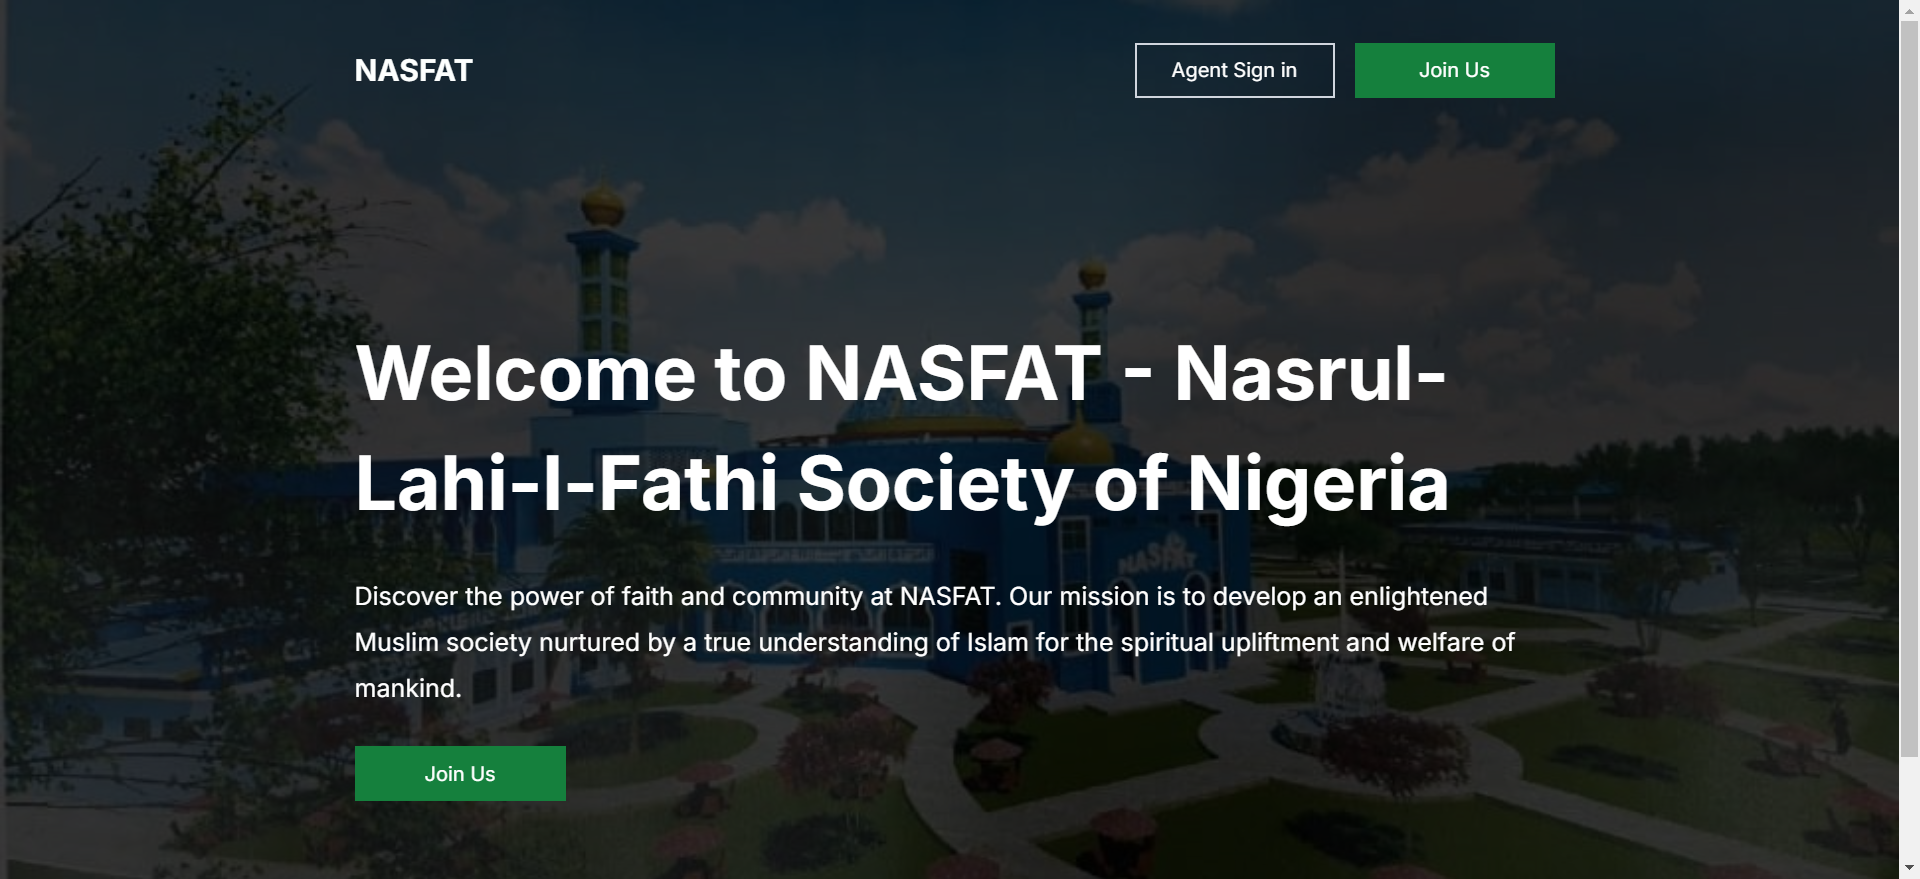 NASFAT
Agent Sign in
Join Us
Welcome to NASFAT - Nasrul-
Lahi-l-Fathi Society of Nigeria
NASFAT
Discover the power of faith and community at NASFAT. Our mission is to develop an enlightened
Muslim society nurtured by a true understanding of Islam for the spiritual upliftment and welfare of
mankind.
Join Us